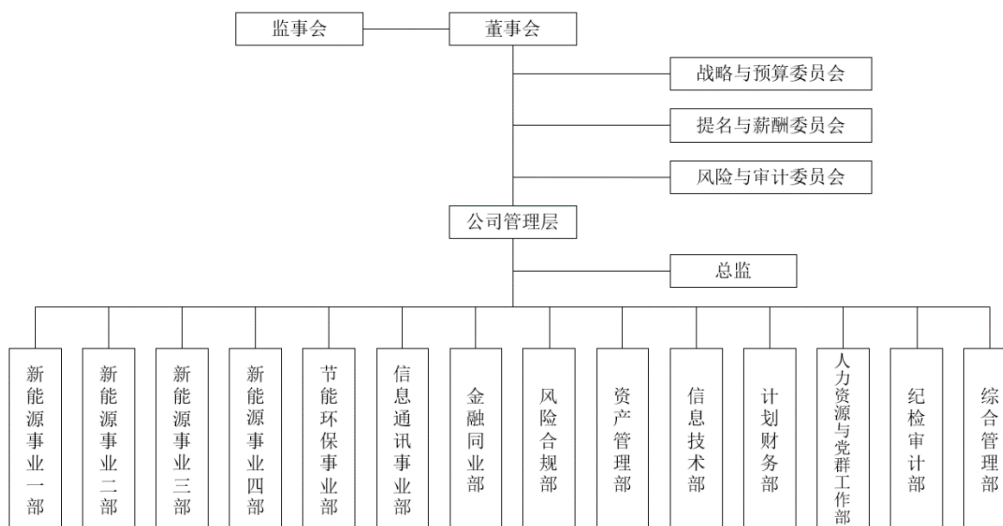 监事会
董事会
战略与预算委员会
提名与薪酬委员会
风险与审计委员会
公司管理层
总监
新能源事业一部
新能源事业二部
新能源事业三部
新能源事业四部
节能环保事业部
信息通讯事业部
金融同业部
风险合规部
资产管理部
信息技术部
计划财务部
人力资源与党群工作部
纪检审计部
综合管理部